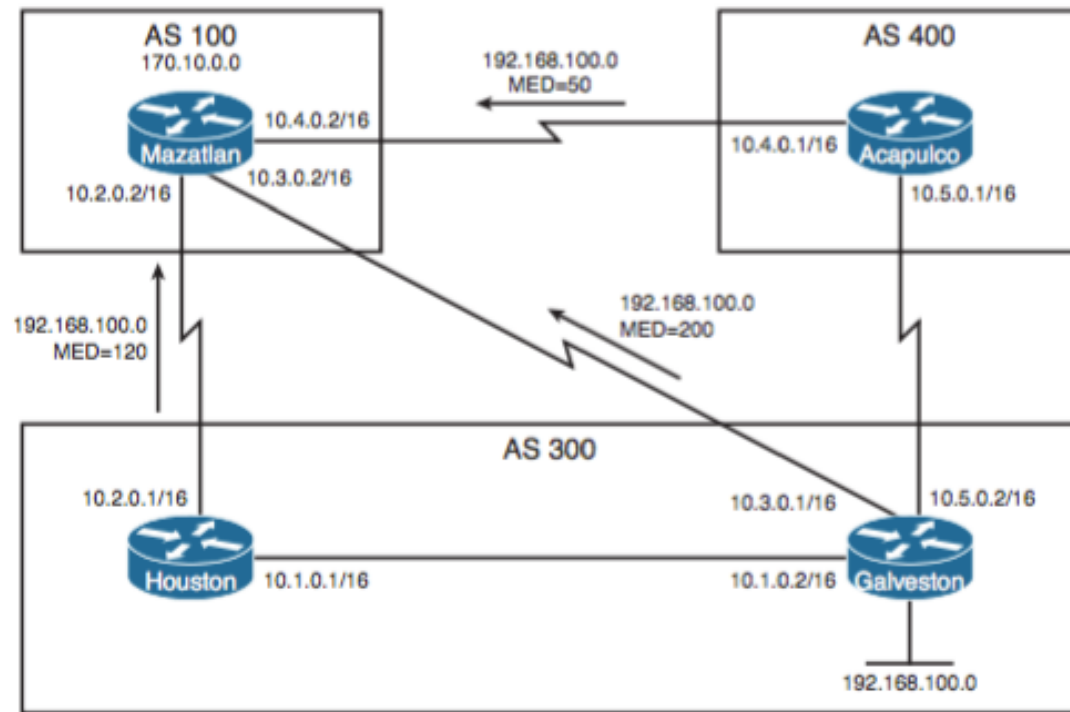 AS 100
170.10.0.0
AS 400
192.168.100.0
MED=50
10.4.0.2/16
10.4.0.1/16
Mazatlan
Acapulco
10.3.0.2/16
10.2.0.2/16
10.5.0.1/16
192.168.100.0
MED=120
192.168.100.0
MED=200
AS 300
10.2.0.1/16
10.3.0.1/16
10.5.0.2/16
Houston
10.1.0.1/16
10.1.0.2/16
Galveston
192.168.100.0